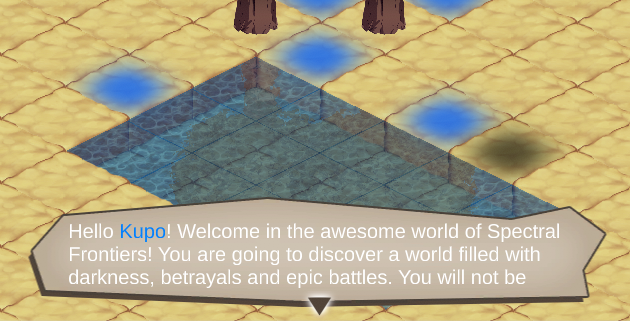 Hello Kupo! Welcome in the awesome world of Spectral
Frontiers! You are going to discover a world filled with
darkness, betrayals and epic battles. You will not be